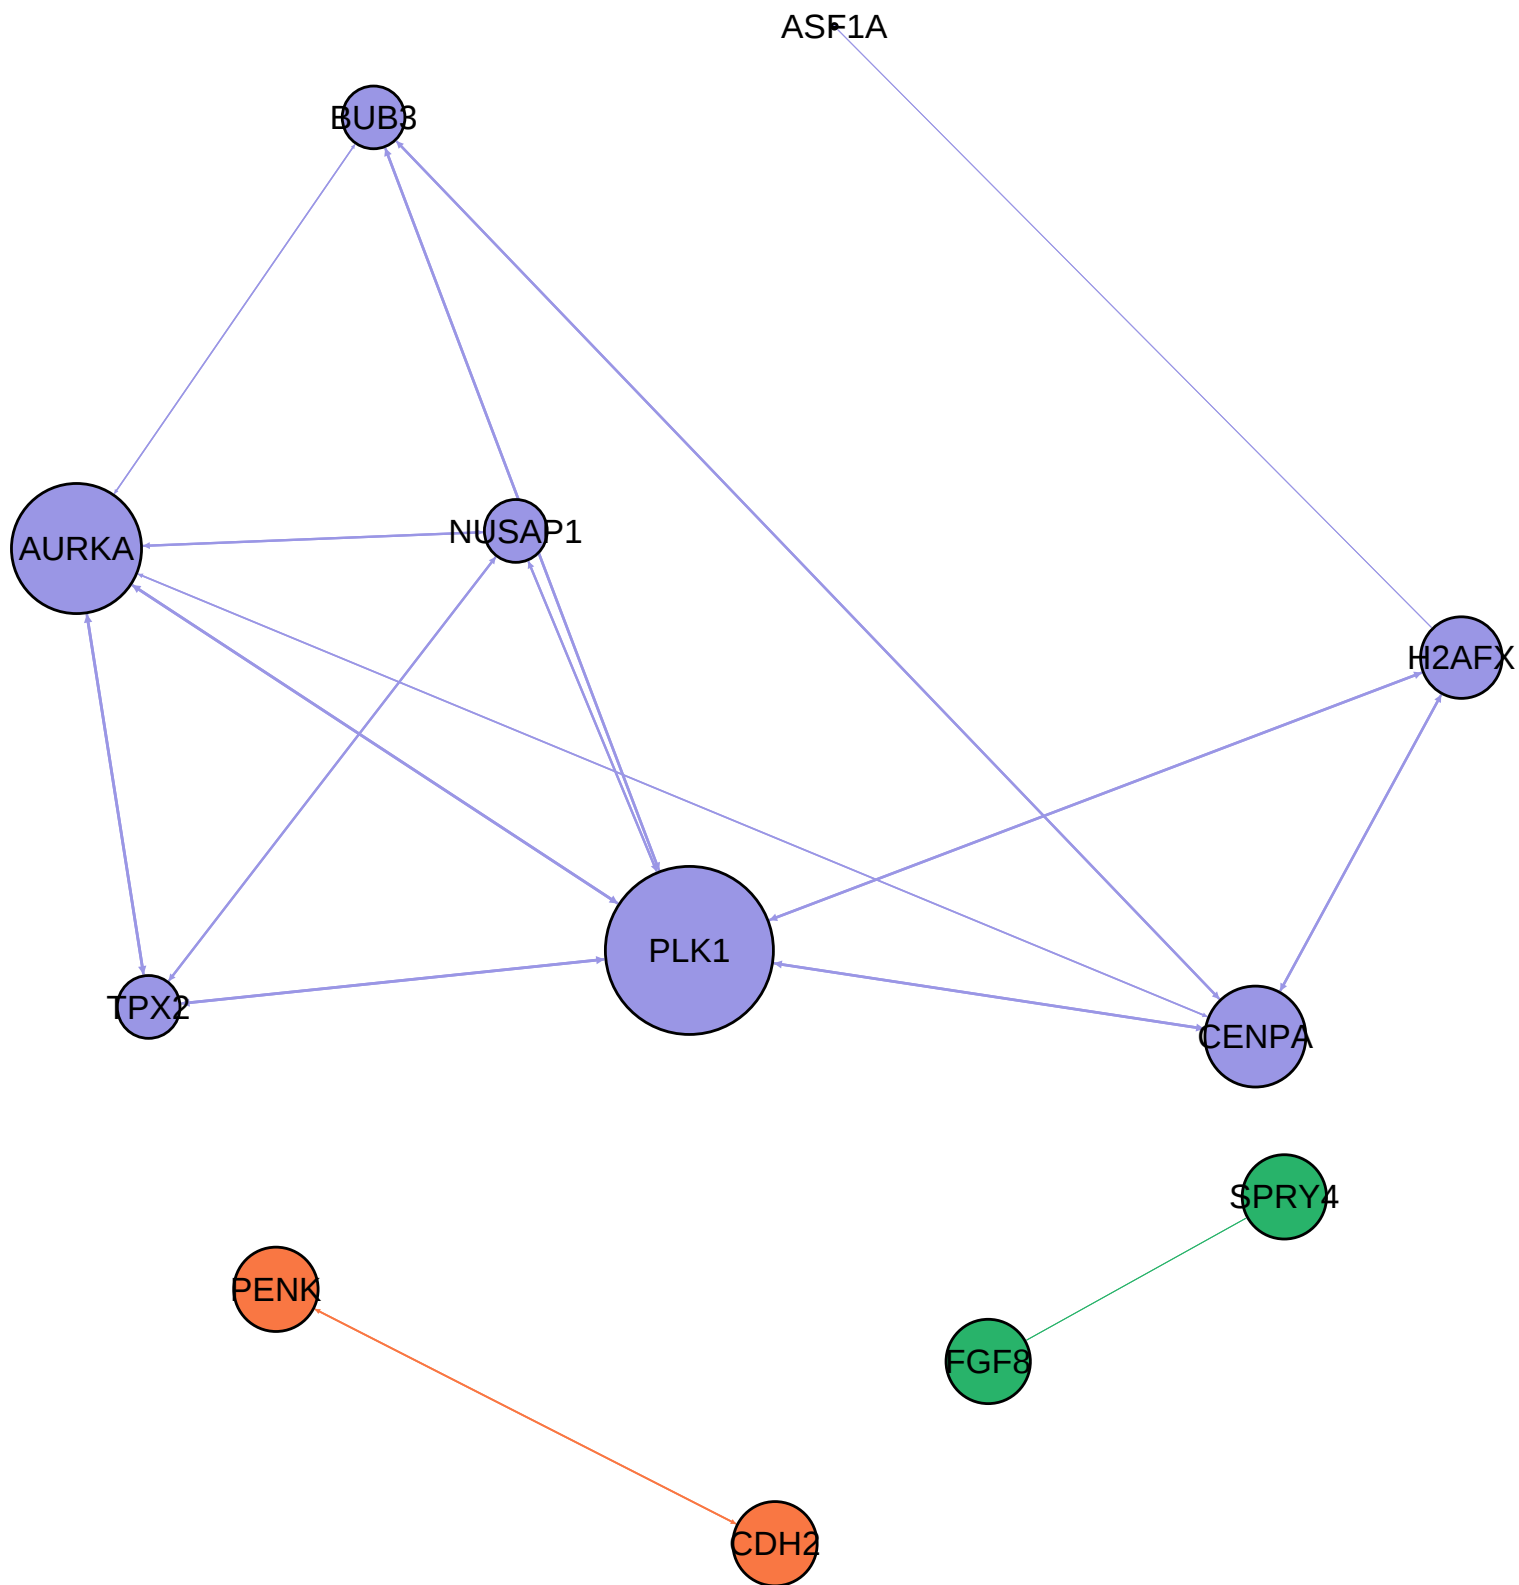 ASF1A
BUB3
NUSAP1
AURKA
H2AFX
PLK1
TPX2
CENPA
SPRY4
PENK
FGF8
CDH2